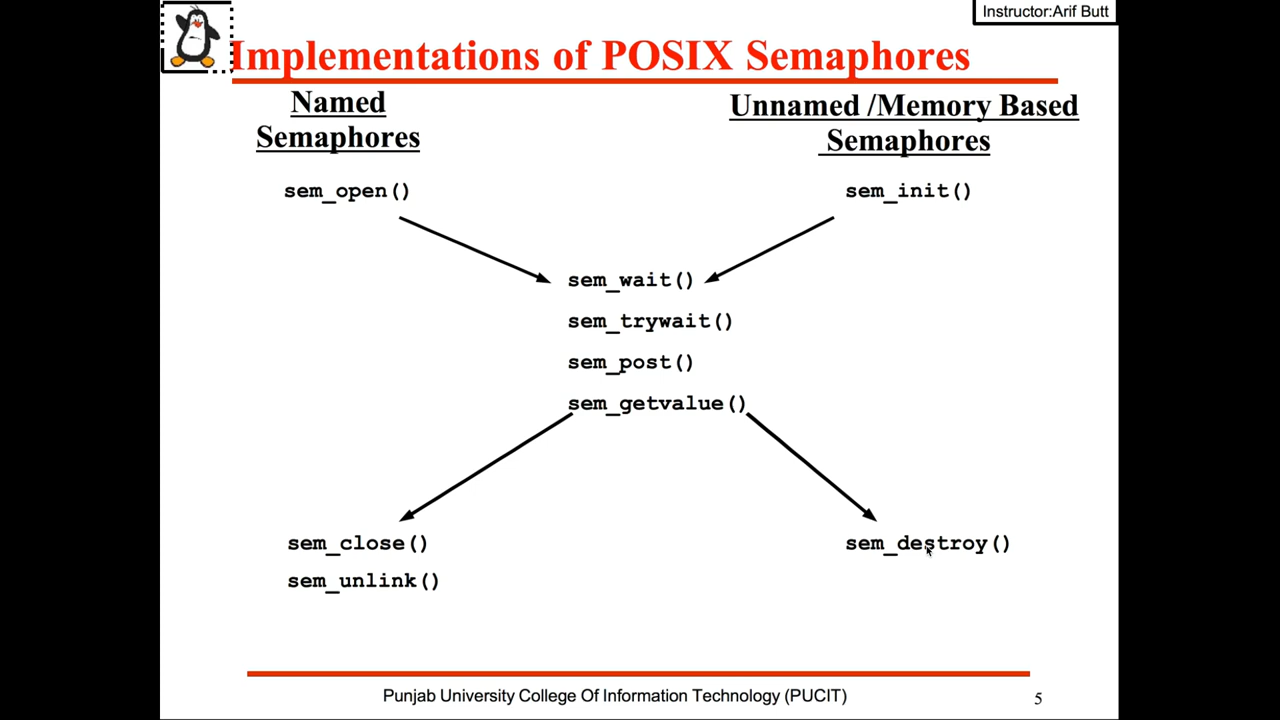 Instructor:Arif Butt
Implementations of POSIX Semaphores
Named
Semaphores
Unnamed /Memory Based
Semaphores
sem_open()
sem_init()
sem_wait()
sem_trywait()
sem_post()
sem_getvalue()
sem_close()
sem_destroy()
sem_unlink()
Punjab University College Of Information Technology (PUCIT)
5